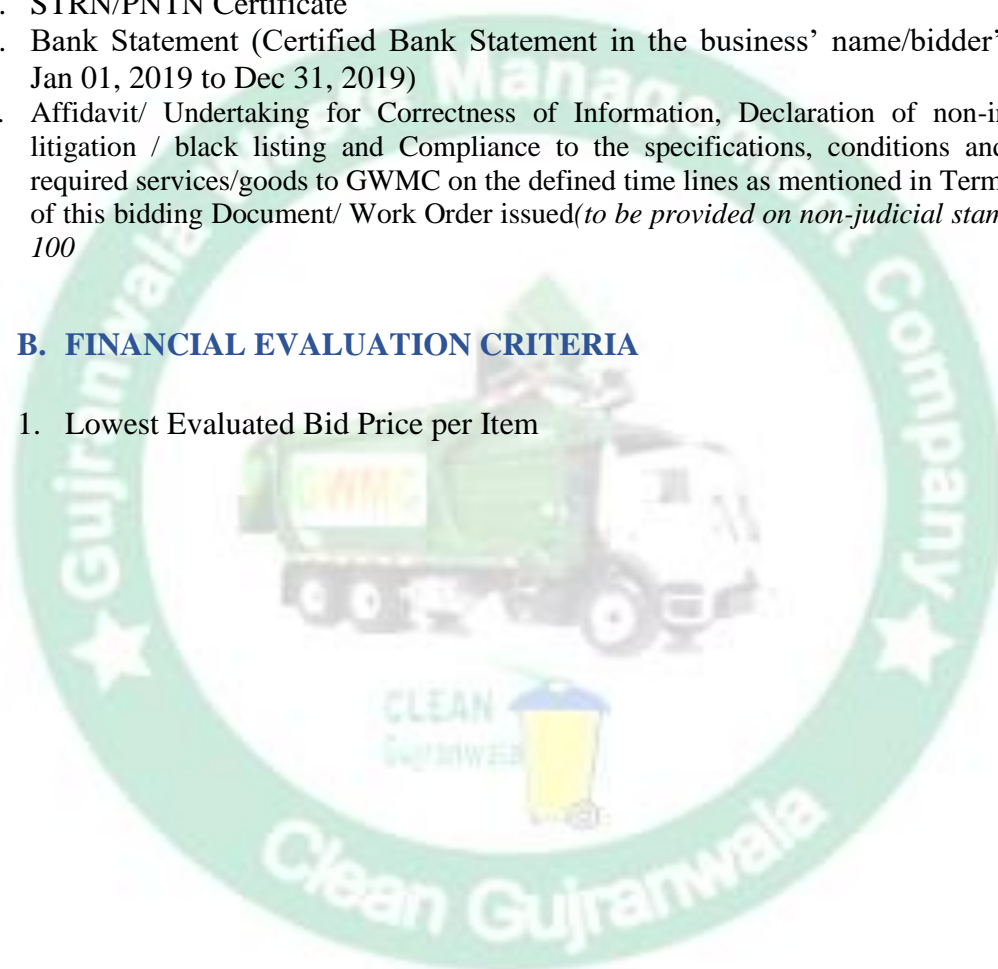 . STRN/PNTN Certificate
. Bank Statement (Certified Bank Statement in the business’ name/bidder’
Jan 01, 2019 to Dec 31, 2019)
. Affidavit/ Undertaking for Correctness of Information, Declaration of non-i
litigation / black listing and Compliance to the specifications, conditions and
required services/goods to GWMC on the defined time lines as mentioned in Term
of this bidding Document/ Work Order issued(to be provided on non-judicial stam
100
B. FINANCIAL EVALUATION CRITERIA
1. Lowest Evaluated Bid Price per Item
Gujranwala Management Company
GWMC
CLEAN
Gujranwala
Clean Gujranwala